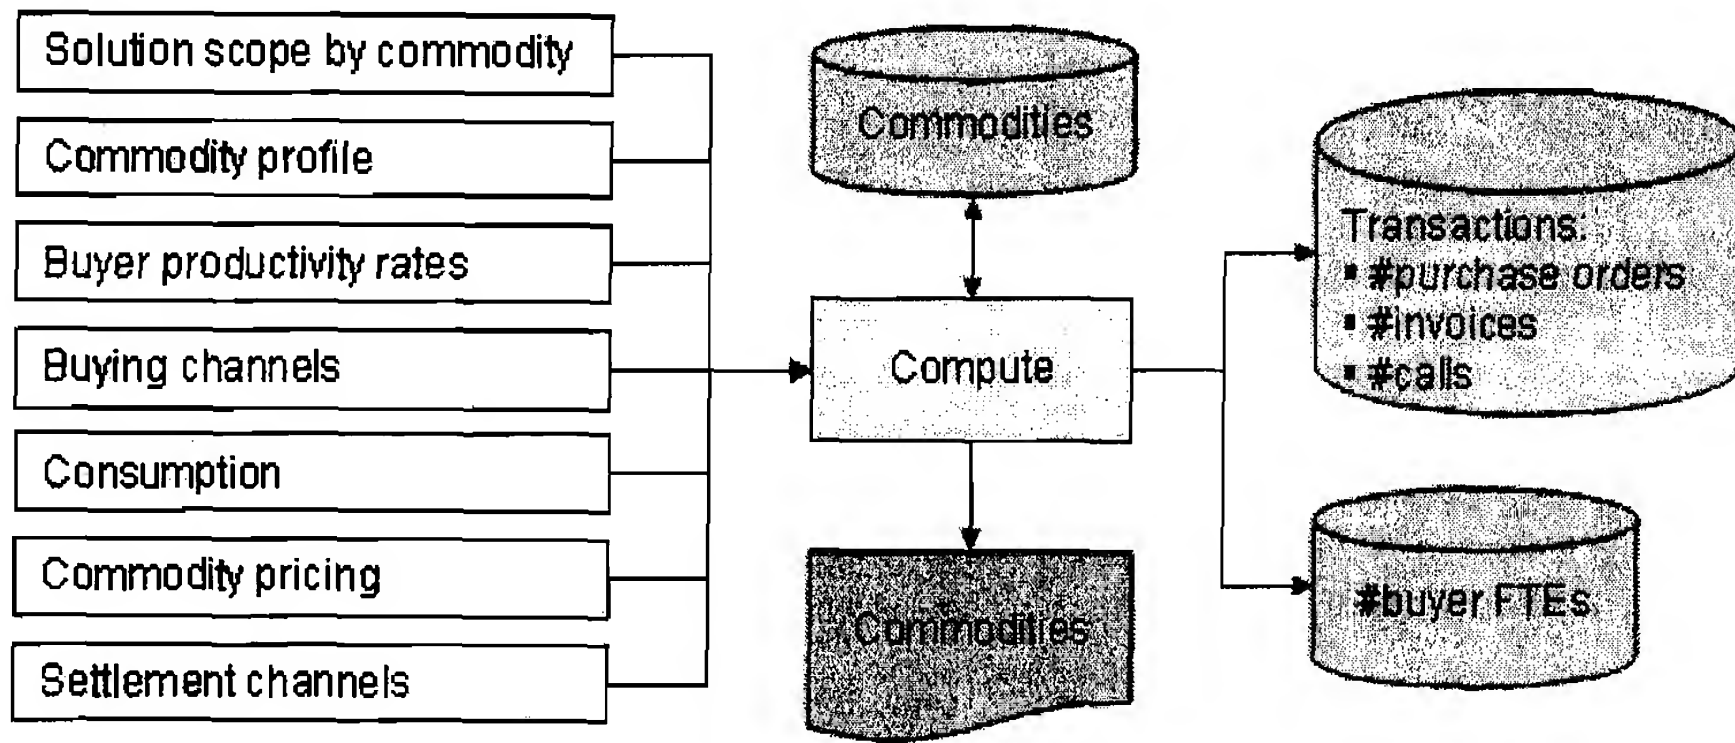 Solution scope by commodity
Commodity profile
Buyer productivity rates
Buying channels
Consumption
Commodity pricing
Settlement channels
Commodities
Compute
Commodities
Transactions:
▪ #purchase orders
▪ #invoices
▪ #calls
#buyer FTEs